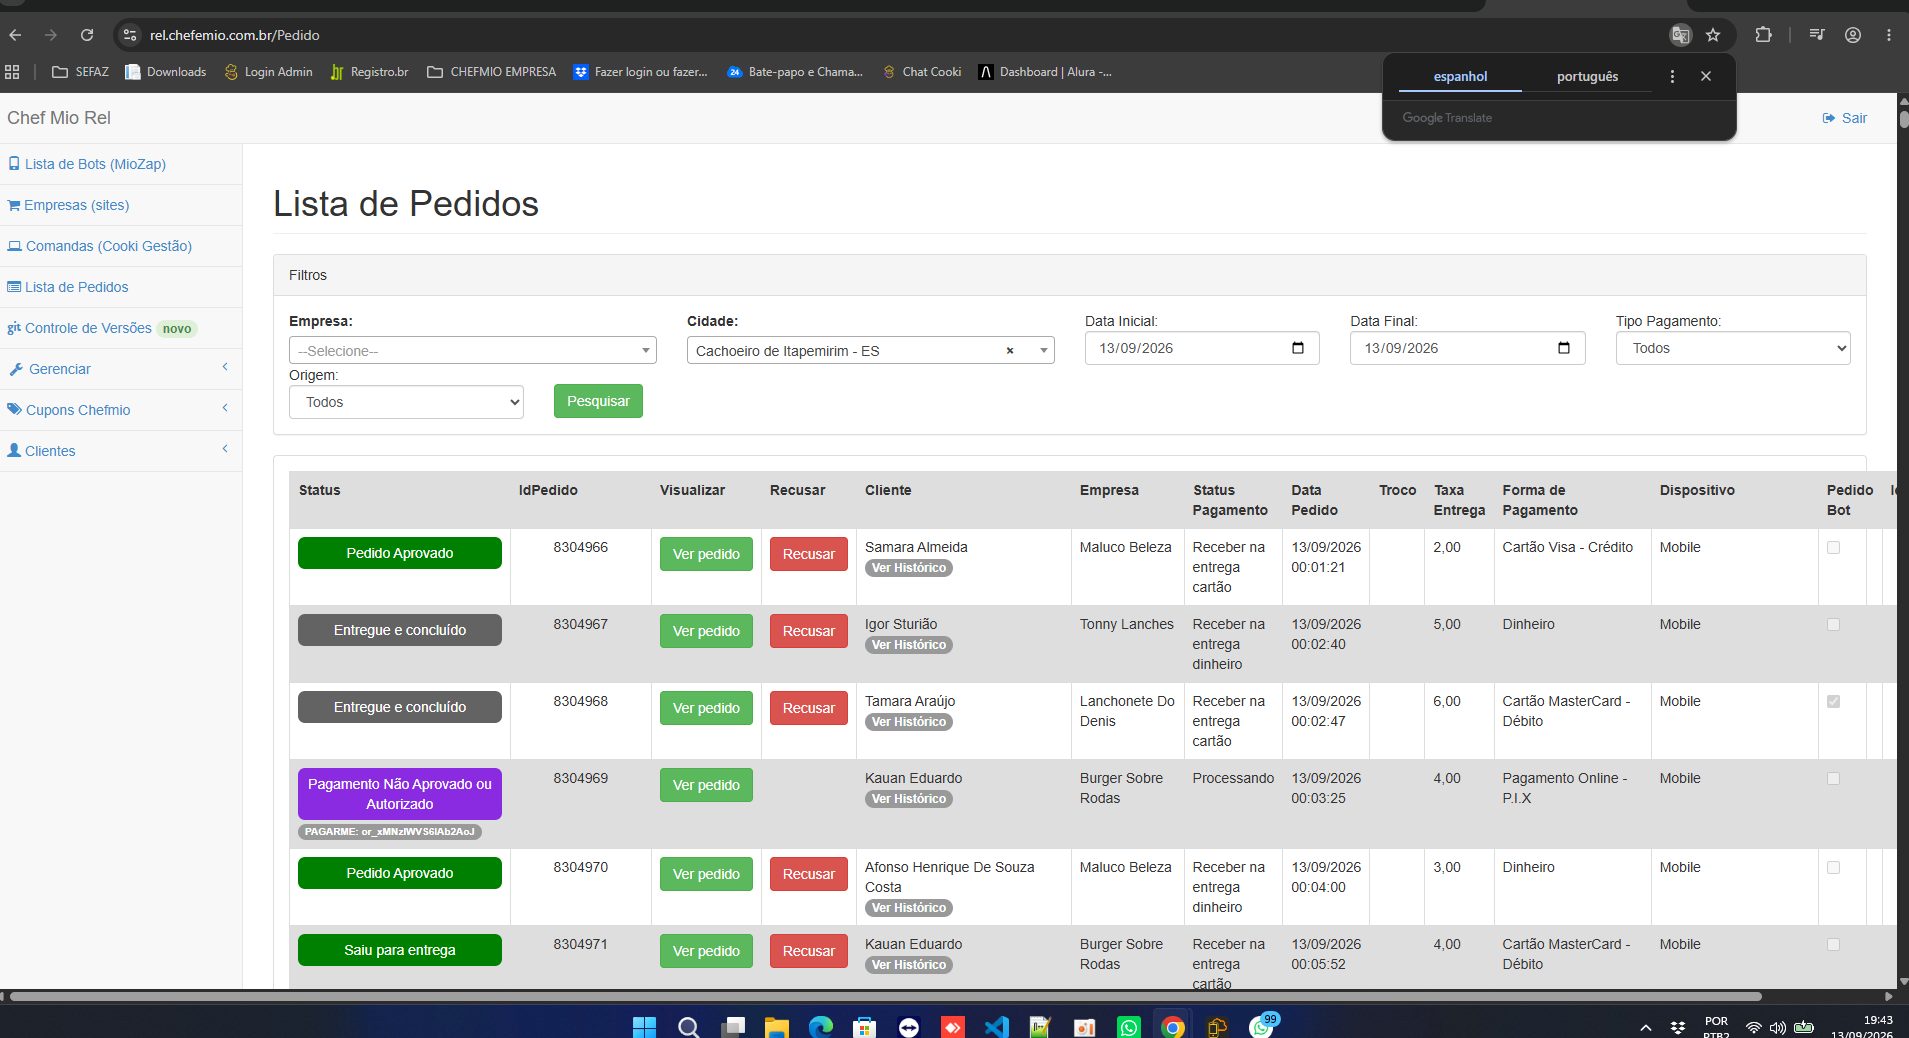 rel.chefemio.com.br/Pedido
SEFAZ
Downloads
Login Admin
Registro.br
CHEFMIO EMPRESA
Fazer login ou fazer...
24
Bate-papo e Chama...
Chat Cooki
Dashboard | Alura -...
espanhol
português
Google Translate
Chef Mio Rel
Sair
Lista de Bots (MioZap)
Empresas (sites)
Comandas (Cooki Gestão)
Lista de Pedidos
git Controle de Versões novo
Gerenciar
Cupons Chefmio
Clientes
Lista de Pedidos
Filtros
Empresa:
--Selecione--
Cidade:
Cachoeiro de Itapemirim - ES
×
Data Inicial:
13/09/2026
Data Final:
13/09/2026
Tipo Pagamento:
Todos
Origem:
Todos
Pesquisar
Status
IdPedido
Visualizar
Recusar
Cliente
Empresa
Status
Pagamento
Data
Pedido
Troco
Taxa
Entrega
Forma de
Pagamento
Dispositivo
Pedido
Bot
Pedido Aprovado
8304966
Ver pedido
Recusar
Samara Almeida
Ver Histórico
Maluco Beleza
Receber na
entrega
cartão
13/09/2026
00:01:21
2,00
Cartão Visa - Crédito
Mobile
Entregue e concluído
8304967
Ver pedido
Recusar
Igor Sturião
Ver Histórico
Tonny Lanches
Receber na
entrega
dinheiro
13/09/2026
00:02:40
5,00
Dinheiro
Mobile
Entregue e concluído
8304968
Ver pedido
Recusar
Tamara Araújo
Ver Histórico
Lanchonete Do
Denis
Receber na
entrega
cartão
13/09/2026
00:02:47
6,00
Cartão MasterCard -
Débito
Mobile
Pagamento Não Aprovado ou
Autorizado
PAGARME: or_xMNzIWVS6IAb2AoJ
8304969
Ver pedido
Kauan Eduardo
Ver Histórico
Burger Sobre
Rodas
Processando
13/09/2026
00:03:25
4,00
Pagamento Online -
P.I.X
Mobile
Pedido Aprovado
8304970
Ver pedido
Recusar
Afonso Henrique De Souza
Costa
Ver Histórico
Maluco Beleza
Receber na
entrega
dinheiro
13/09/2026
00:04:00
3,00
Dinheiro
Mobile
Saiu para entrega
8304971
Ver pedido
Recusar
Kauan Eduardo
Ver Histórico
Burger Sobre
Rodas
Receber na
entrega
cartão
13/09/2026
00:05:52
4,00
Cartão MasterCard -
Débito
Mobile
99
POR
PTB2
19:43
13/09/2026